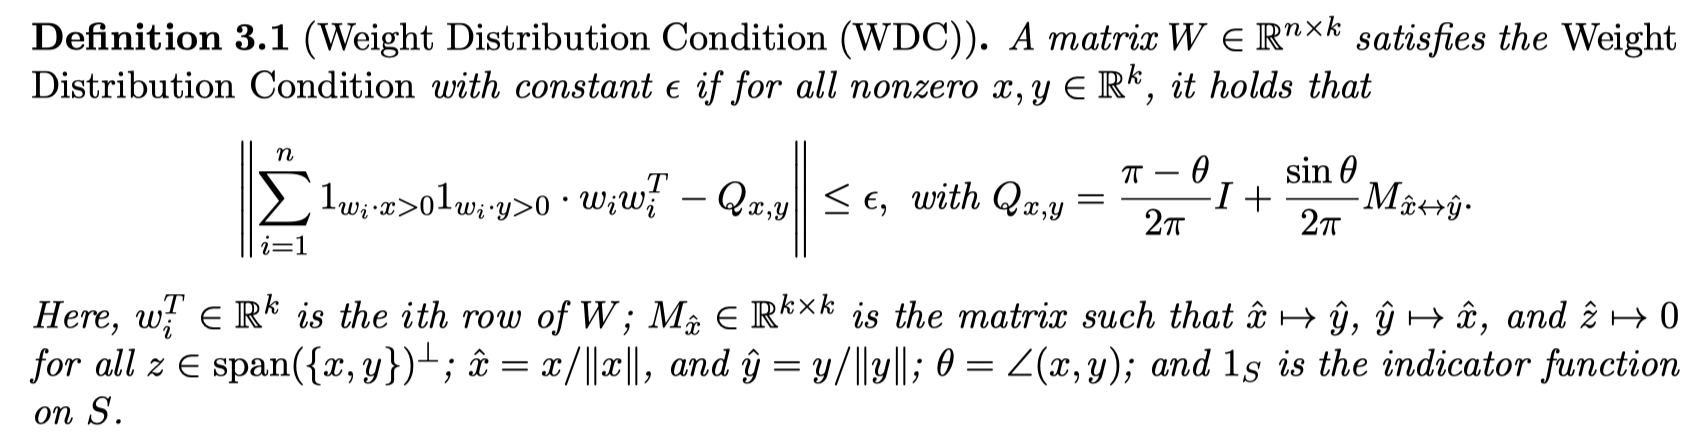 Definition 3.1 (Weight Distribution Condition (WDC)). A matrix $W \in \mathbb{R}^{n \times k}$ satisfies the Weight
Distribution Condition with constant $\epsilon$ if for all nonzero $x, y \in \mathbb{R}^k$, it holds that
$\left\| \sum_{i=1}^{n} 1_{w_i \cdot x > 0} 1_{w_i \cdot y > 0} \cdot w_i w_i^T - Q_{x,y} \right\| \leq \epsilon, \text{ with } Q_{x,y} = \frac{\pi - \theta}{2\pi} I + \frac{\sin \theta}{2\pi} M_{\hat{x} \leftrightarrow \hat{y}}.$
Here, $w_i^T \in \mathbb{R}^k$ is the ith row of $W$; $M_{\hat{x}} \in \mathbb{R}^{k \times k}$ is the matrix such that $\hat{x} \mapsto \hat{y}$, $\hat{y} \mapsto \hat{x}$, and $\hat{z} \mapsto 0$
for all $z \in \text{span}(\{x, y\})^{\perp}$; $\hat{x} = x/\|x\|$, and $\hat{y} = y/\|y\|$; $\theta = \angle(x, y)$; and $1_S$ is the indicator function
on $S$.